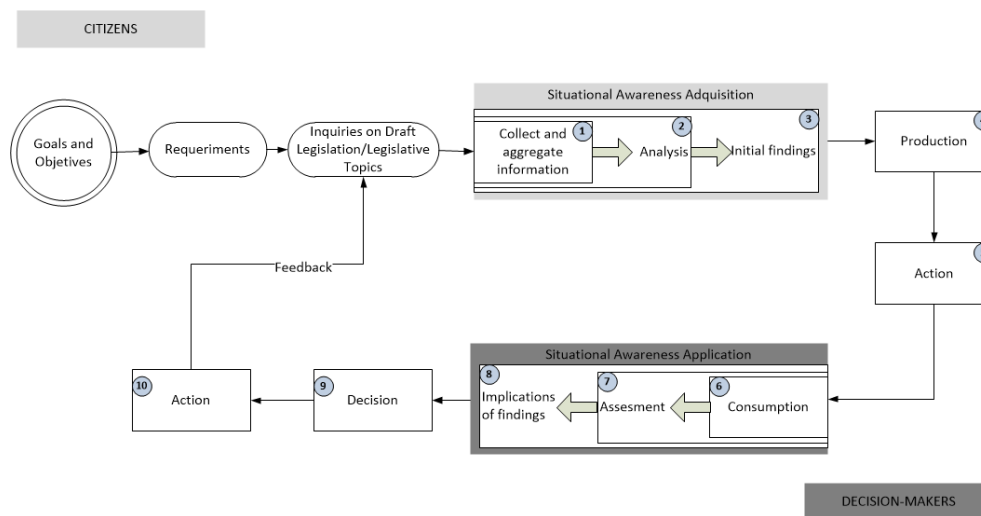 CITIZENS
Situational Awareness Adquisition
Goals and
Objetives
Requeriments
Inquiries on Draft
Legislation/Legislative
Topics
1
Collect and
aggregate
information
2
Analysis
3
Initial findings
Production
Action
Feedback
Situational Awareness Application
10
Action
9
Decision
8
Implications
of findings
7
Assesment
6
Consumption
DECISION-MAKERS